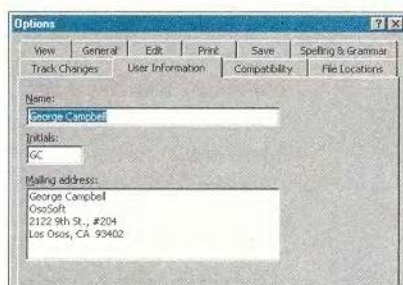 Options
View General Edit Print Save Spelling & Grammar
Track Changes User Information Compatibility File Locations
Name:
George Campbell
Initials:
GC
Mailing address:
George Campbell
OsoSoft
2122 9th St., #204
Los Osos, CA 93402